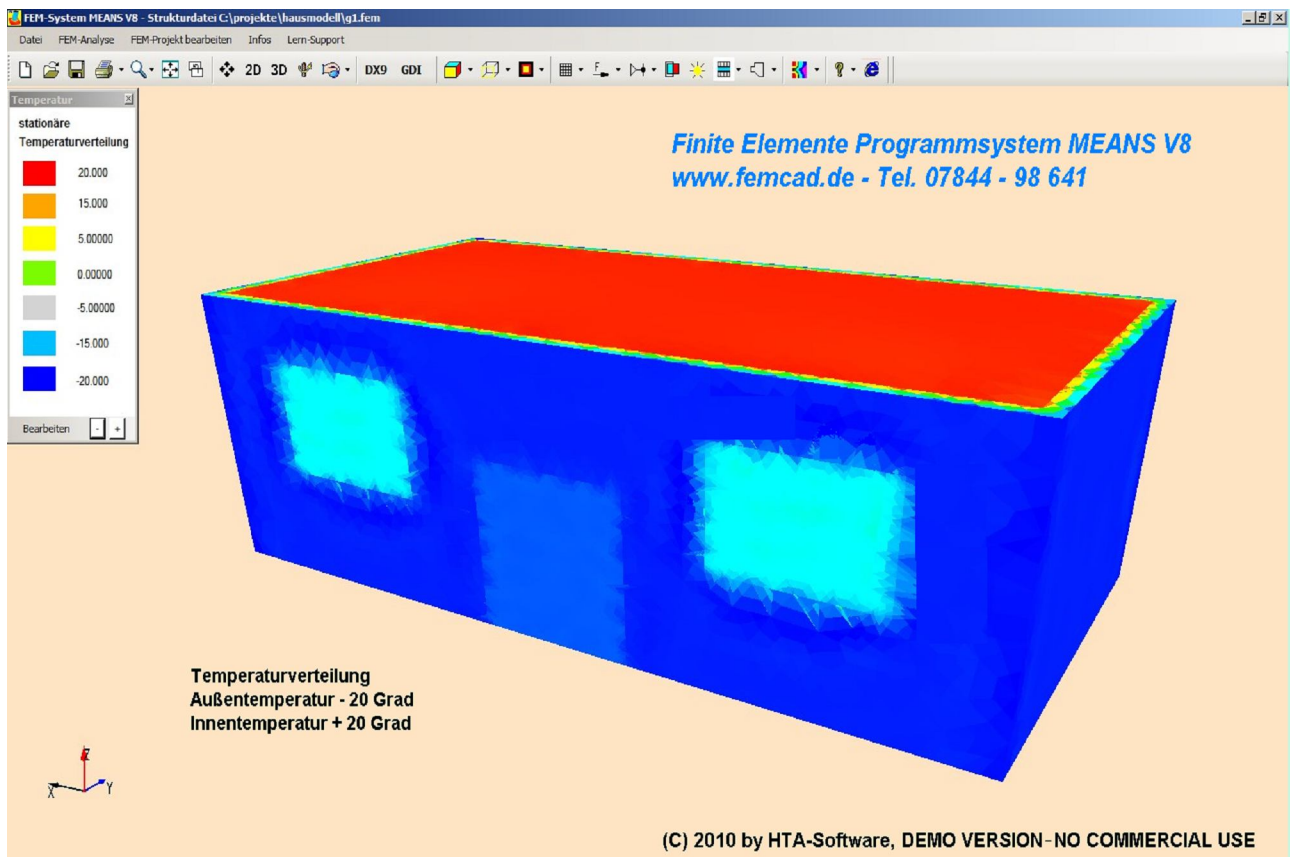 FEM-System MEANS V8 - Strukturdatei C:\projekte\hausmodell\g1.fem
Datei FEM-Analyse FEM-Projekt bearbeiten Infos Lern-Support
2D 3D DX9 GDI
Temperatur
stationäre
Temperaturverteilung
20.000
15.000
5.00000
0.00000
-5.00000
-15.000
-20.000
Bearbeiten - +
Finite Elemente Programmsystem MEANS V8
www.femcad.de - Tel. 07844 - 98 641
Temperaturverteilung
Außentemperatur - 20 Grad
Innentemperatur + 20 Grad
Z
X Y
(C) 2010 by HTA-Software, DEMO VERSION-NO COMMERCIAL USE